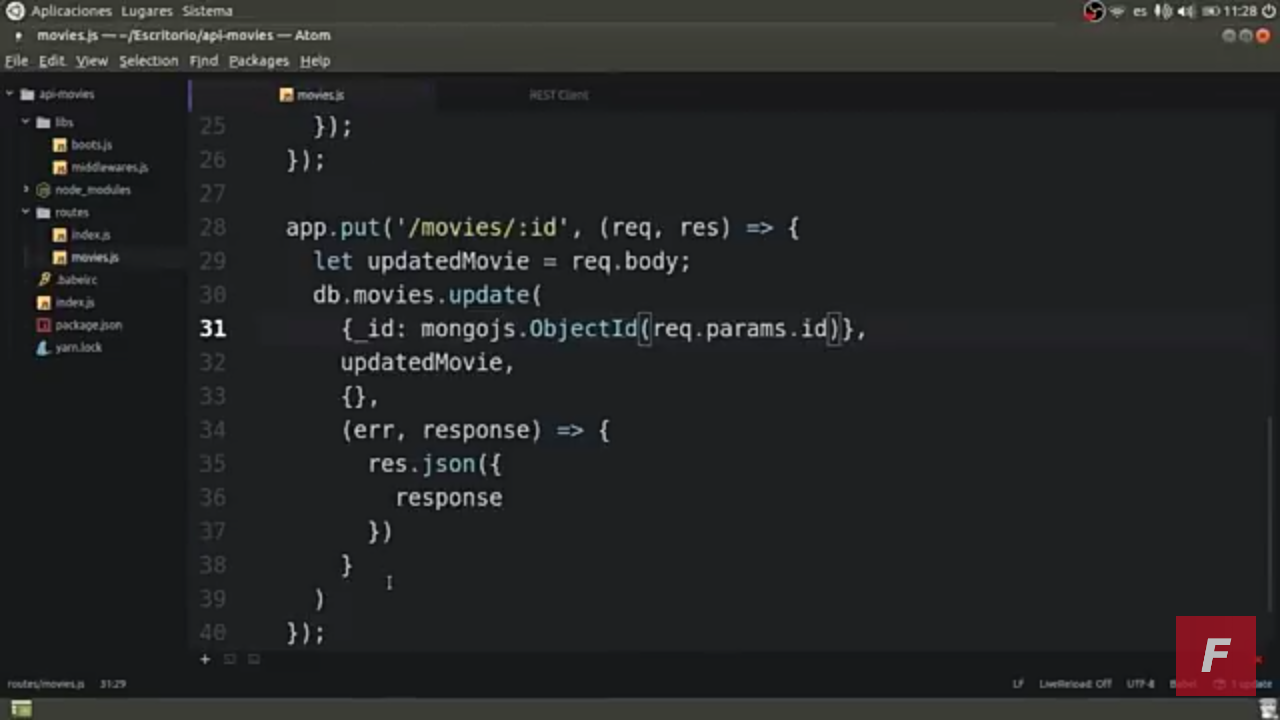 Aplicaciones Lugares Sistema
es 11:28
movies.js — ~/Escritorio/api-movies — Atom
File Edit View Selection Find Packages Help
api-movies
libs
boots.js
middlewares.js
node_modules
routes
index.js
movies.js
.babelrc
index.js
package.json
yarn.lock
movies.js REST Client
25 });
26 });
27
28 app.put('/movies/:id', (req, res) => {
29 let updatedMovie = req.body;
30 db.movies.update(
31 {_id: mongojs.ObjectId(req.params.id)},
32 updatedMovie,
33 {},
34 (err, response) => {
35 res.json({
36 response
37 })
38 }
39 )
40 });
+
routes/movies.js 31:29
LF LiveReload: Off UTF-8 Babel 1 update
F